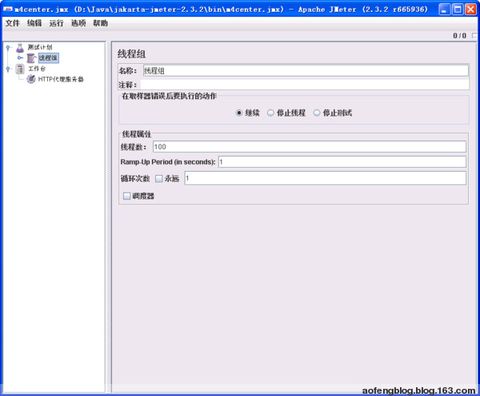 m4center.jmx (D:\Java\jakarta-jmeter-2.3.2\bin\m4center.jmx) - Apache JMeter (2.3.2 r665936)
文件 编辑 运行 选项 帮助
0 / 0
测试计划
线程组
工作台
HTTP代理服务器
线程组
名称： 线程组
注释：
在取样器错误后要执行的动作
继续 停止线程 停止测试
线程属性
线程数： 100
Ramp-Up Period (in seconds): 1
循环次数 永远 1
调度器
aofengblog.blog.163.com